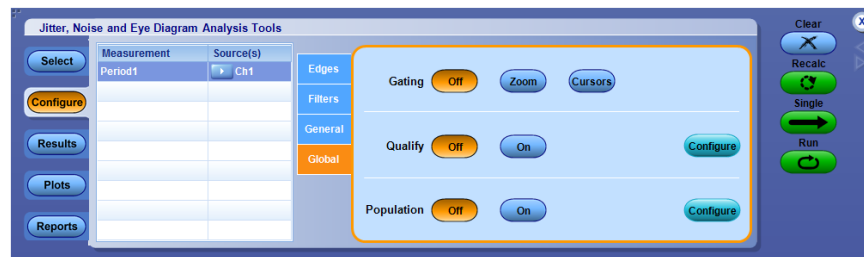 Jitter, Noise and Eye Diagram Analysis Tools
Clear
x
Select
Measurement Source(s)
Period1 Ch1
Edges
Gating Off Zoom Cursors
Recalc
Configure
Filters
Single
General
Results
Global
Qualify Off On Configure
Run
Plots
Population Off On Configure
Reports